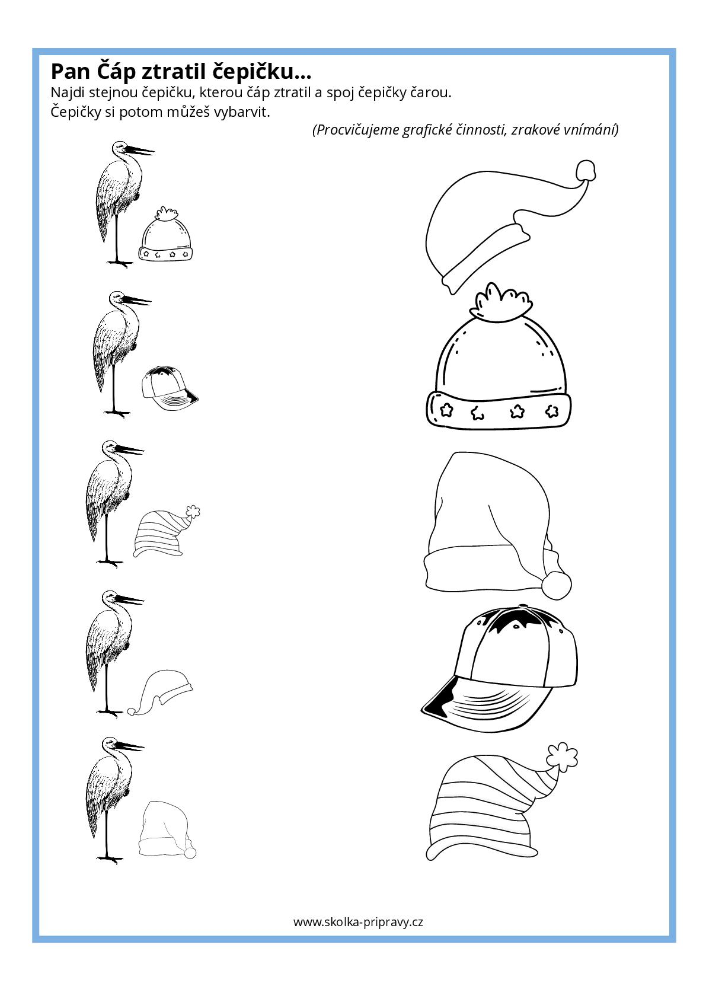 Pan Čáp ztratil čepičku...
Najdi stejnou čepičku, kterou čáp ztratil a spoj čepičky čarou.
Čepičky si potom můžeš vybarvit.
(Procvičujeme grafické činnosti, zrakové vnímání)
www.skolka-pripravy.cz